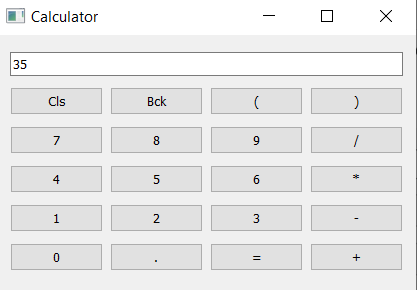 Calculator
35
Cls Bck ( )
7 8 9 /
4 5 6 *
1 2 3 -
0 . = +